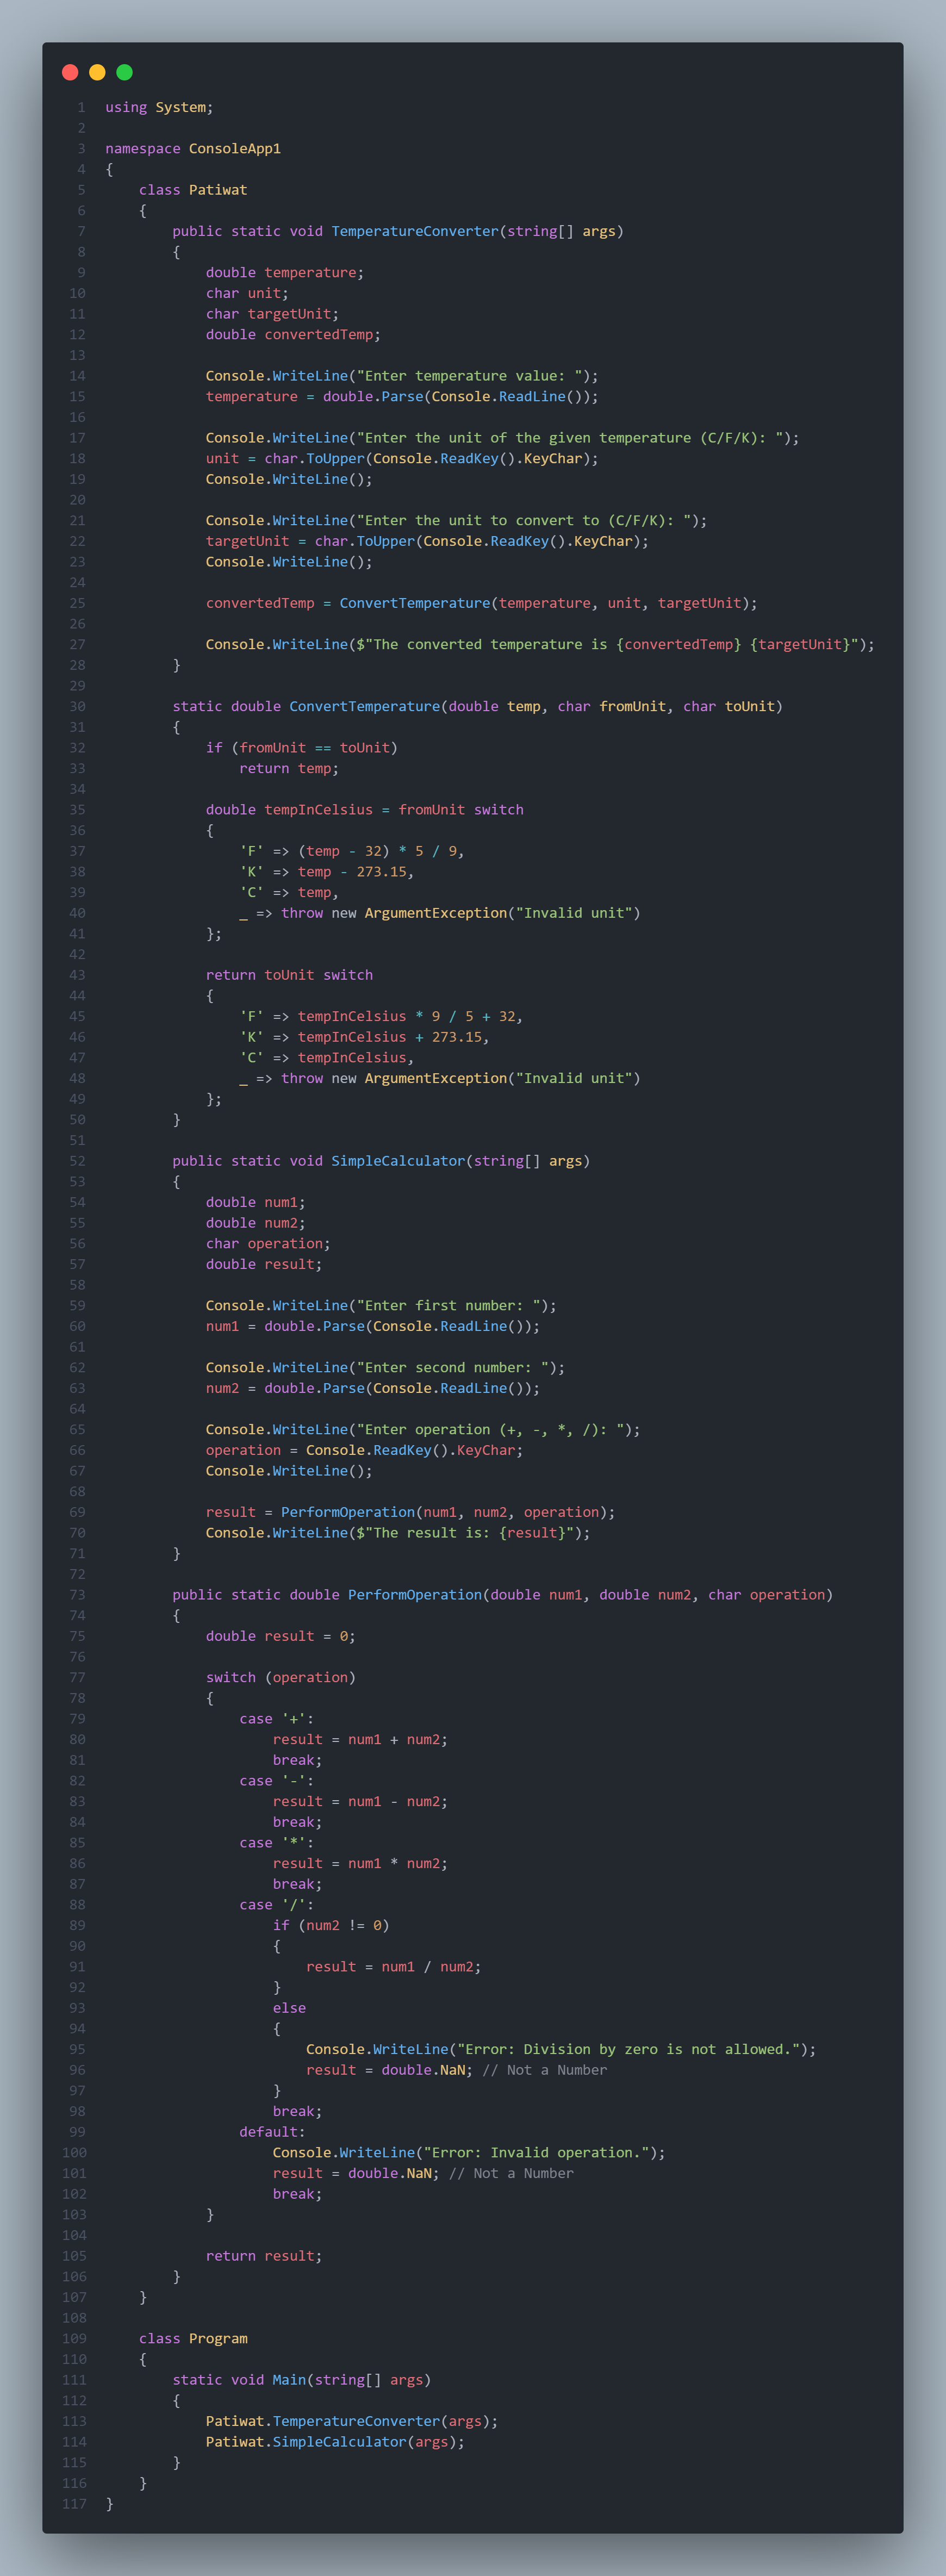 1 using System;
2
3 namespace ConsoleApp1
4 {
5     class Patiwat
6     {
7         public static void TemperatureConverter(string[] args)
8         {
9             double temperature;
10             char unit;
11             char targetUnit;
12             double convertedTemp;
13
14             Console.WriteLine("Enter temperature value: ");
15             temperature = double.Parse(Console.ReadLine());
16
17             Console.WriteLine("Enter the unit of the given temperature (C/F/K): ");
18             unit = char.ToUpper(Console.ReadKey().KeyChar);
19             Console.WriteLine();
20
21             Console.WriteLine("Enter the unit to convert to (C/F/K): ");
22             targetUnit = char.ToUpper(Console.ReadKey().KeyChar);
23             Console.WriteLine();
24
25             convertedTemp = ConvertTemperature(temperature, unit, targetUnit);
26
27             Console.WriteLine($"The converted temperature is {convertedTemp} {targetUnit}");
28         }
29
30         static double ConvertTemperature(double temp, char fromUnit, char toUnit)
31         {
32             if (fromUnit == toUnit)
33                 return temp;
34
35             double tempInCelsius = fromUnit switch
36             {
37                 'F' => (temp - 32) * 5 / 9,
38                 'K' => temp - 273.15,
39                 'C' => temp,
40                 _ => throw new ArgumentException("Invalid unit")
41             };
42
43             return toUnit switch
44             {
45                 'F' => tempInCelsius * 9 / 5 + 32,
46                 'K' => tempInCelsius + 273.15,
47                 'C' => tempInCelsius,
48                 _ => throw new ArgumentException("Invalid unit")
49             };
50         }
51
52         public static void SimpleCalculator(string[] args)
53         {
54             double num1;
55             double num2;
56             char operation;
57             double result;
58
59             Console.WriteLine("Enter first number: ");
60             num1 = double.Parse(Console.ReadLine());
61
62             Console.WriteLine("Enter second number: ");
63             num2 = double.Parse(Console.ReadLine());
64
65             Console.WriteLine("Enter operation (+, -, *, /): ");
66             operation = Console.ReadKey().KeyChar;
67             Console.WriteLine();
68
69             result = PerformOperation(num1, num2, operation);
70             Console.WriteLine($"The result is: {result}");
71         }
72
73         public static double PerformOperation(double num1, double num2, char operation)
74         {
75             double result = 0;
76
77             switch (operation)
78             {
79                 case '+':
80                     result = num1 + num2;
81                     break;
82                 case '-':
83                     result = num1 - num2;
84                     break;
85                 case '*':
86                     result = num1 * num2;
87                     break;
88                 case '/':
89                     if (num2 != 0)
90                     {
91                         result = num1 / num2;
92                     }
93                     else
94                     {
95                         Console.WriteLine("Error: Division by zero is not allowed.");
96                         result = double.NaN; // Not a Number
97                     }
98                     break;
99                 default:
100                     Console.WriteLine("Error: Invalid operation.");
101                     result = double.NaN; // Not a Number
102                     break;
103             }
104
105             return result;
106         }
107     }
108
109     class Program
110     {
111         static void Main(string[] args)
112         {
113             Patiwat.TemperatureConverter(args);
114             Patiwat.SimpleCalculator(args);
115         }
116     }
117 }